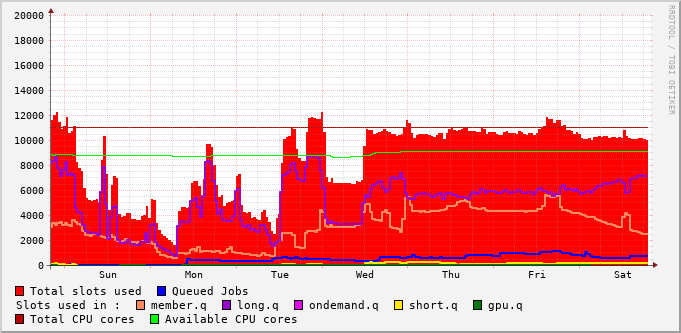 20000
18000
16000
14000
12000
10000
8000
6000
4000
2000
0
Sun Mon Tue Wed Thu Fri Sat
RRDTOOL / TOBI OETIKER
Total slots used Queued Jobs
Slots used in : member.q long.q ondemand.q short.q gpu.q
Total CPU cores Available CPU cores